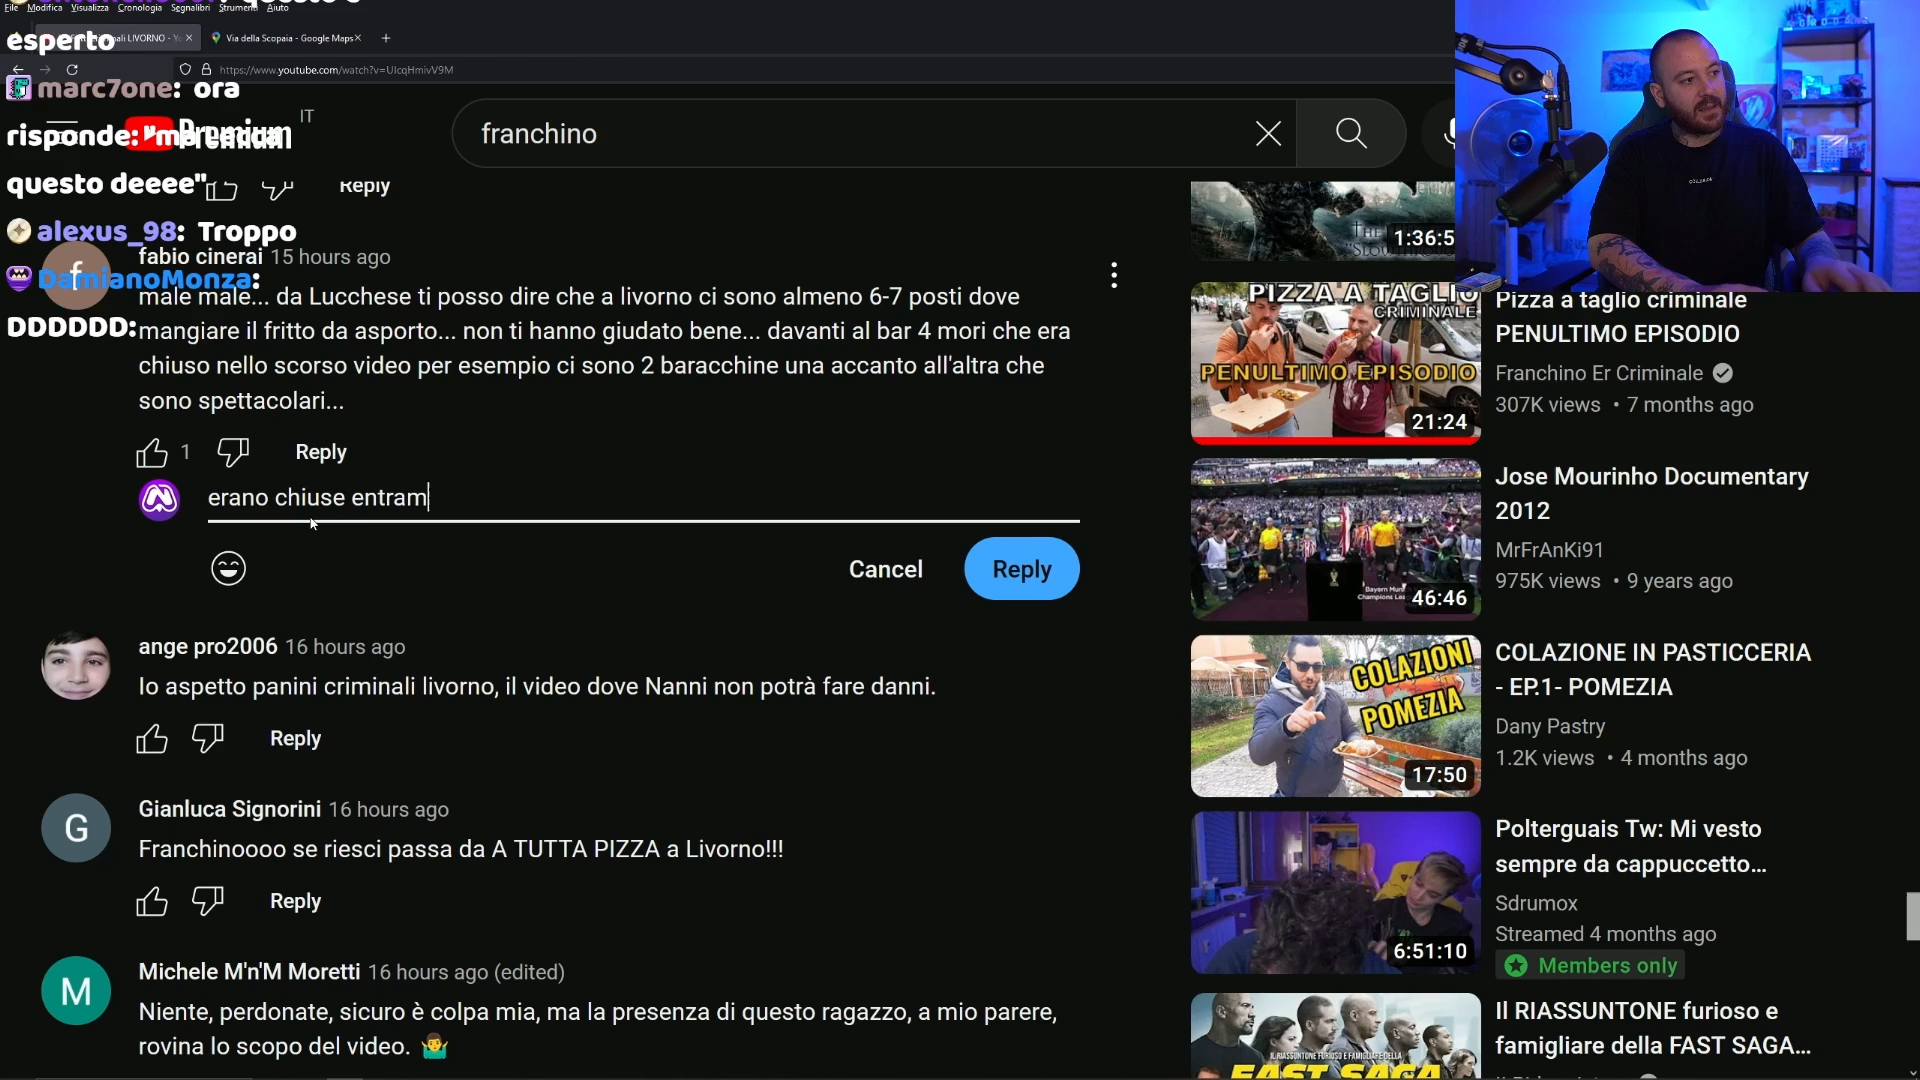 File Modifica Visualizza Cronologia Segnalibri Strumenti Aiuto
esperto
Via della Scopaia - Google Maps
https://www.youtube.com/watch?v=UlcqHmivV9M
marc7one: ora
risponde: "ma
questo deeee"
alexus_98: Troppo
DamianoMonza:
DDDDDD:
Premium IT
franchino
Reply
fabio cinerai 15 hours ago
male male... da Lucchese ti posso dire che a livorno ci sono almeno 6-7 posti dove
mangiare il fritto da asporto... non ti hanno giudato bene... davanti al bar 4 mori che era
chiuso nello scorso video per esempio ci sono 2 baracchine una accanto all'altra che
sono spettacolari...
1 Reply
erano chiuse entram
Cancel Reply
ange pro2006 16 hours ago
Io aspetto panini criminali livorno, il video dove Nanni non potrà fare danni.
Reply
Gianluca Signorini 16 hours ago
Franchinoooo se riesci passa da A TUTTA PIZZA a Livorno!!!
Reply
M
Michele M'n'M Moretti 16 hours ago (edited)
Niente, perdonate, sicuro è colpa mia, ma la presenza di questo ragazzo, a mio parere,
rovina lo scopo del video. 🤷‍♂️
1:36:5
PIZZA A TAGLIO
CRIMINALE
PENULTIMO EPISODIO
21:24
Pizza a taglio criminale
PENULTIMO EPISODIO
Franchino Er Criminale
307K views • 7 months ago
46:46
Jose Mourinho Documentary
2012
MrFrAnKi91
975K views • 9 years ago
COLAZIONI
POMEZIA
17:50
COLAZIONE IN PASTICCERIA
- EP.1- POMEZIA
Dany Pastry
1.2K views • 4 months ago
6:51:10
Polterguais Tw: Mi vesto
sempre da cappuccetto...
Sdrumox
Streamed 4 months ago
Members only
IL RIASSUNTONE FURIOSO E FAMIGLIARE DELLA
FAST SAGA
Il RIASSUNTONE furioso e
famigliare della FAST SAGA...